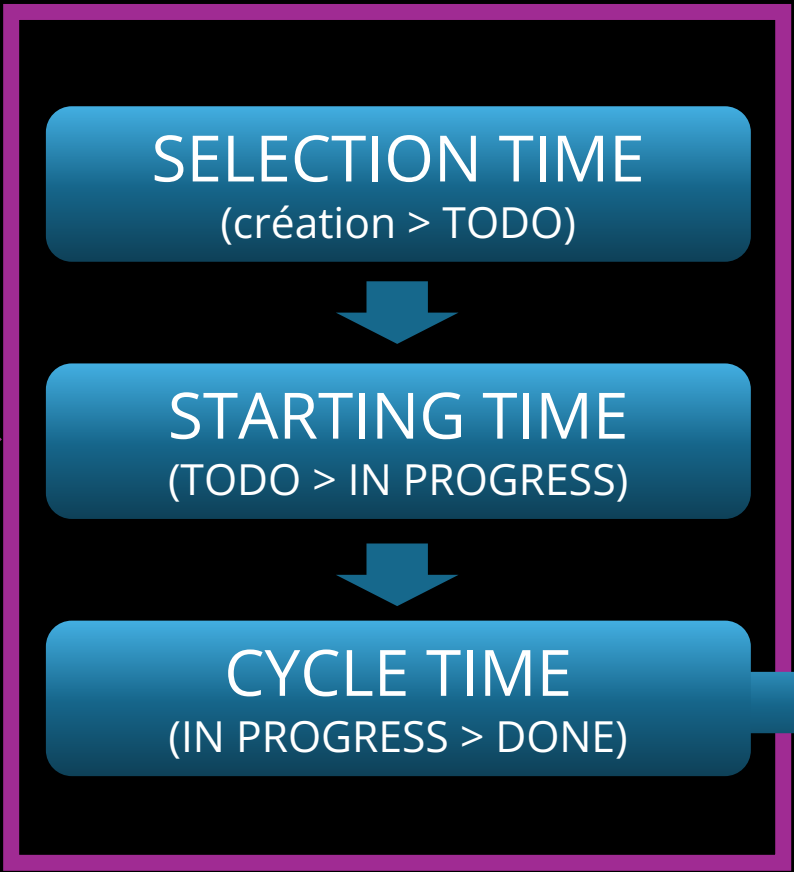 SELECTION TIME
(création > TODO)
STARTING TIME
(TODO > IN PROGRESS)
CYCLE TIME
(IN PROGRESS > DONE)